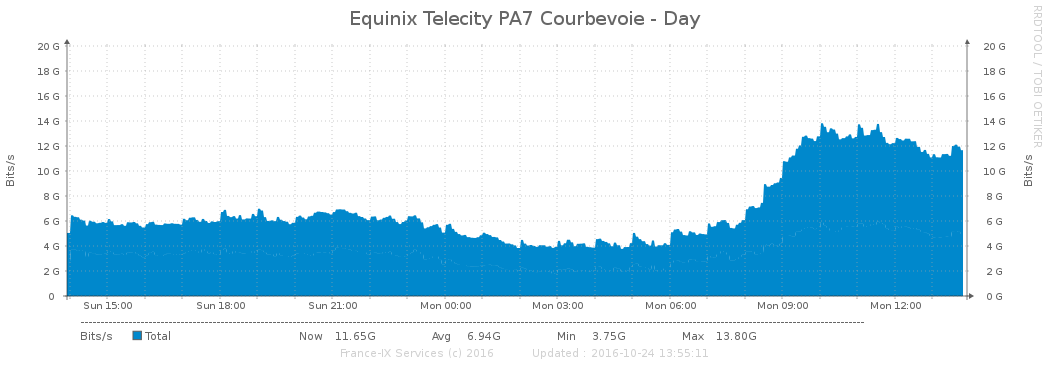 Equinix Telecity PA7 Courbevoie - Day
RRDTOOL / TOBI OETIKER
Bits/s
20 G 20 G
18 G 18 G
16 G 16 G
14 G 14 G
12 G 12 G
10 G 10 G
8 G 8 G
6 G 6 G
4 G 4 G
2 G 2 G
0 0 G
Bits/s
Sun 15:00 Sun 18:00 Sun 21:00 Mon 00:00 Mon 03:00 Mon 06:00 Mon 09:00 Mon 12:00
Bits/s Total Now 11.65G Avg 6.94G Min 3.75G Max 13.80G
France-IX Services (c) 2016 Updated : 2016-10-24 13:55:11